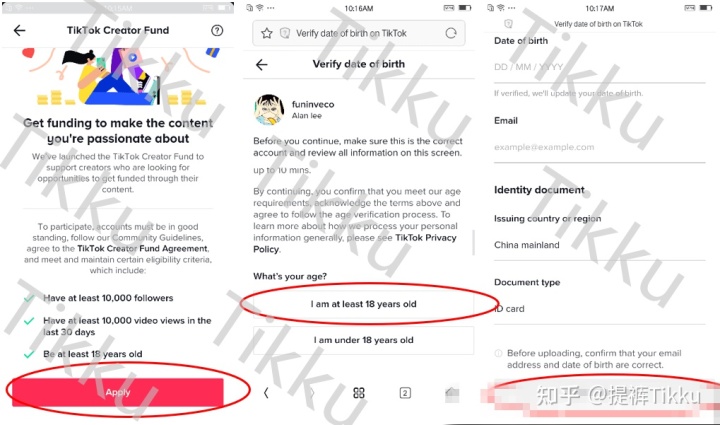 10:16AM
10:17AM
TikTok Creator Fund
Get funding to make the content
you're passionate about
We've launched the TikTok Creator Fund to
support creators who are looking for
opportunities to get funded through their
content.
To participate, accounts must be in good
standing, follow our Community Guidelines,
agree to the TikTok Creator Fund Agreement,
and meet and maintain certain eligibility criteria,
which include:
Have at least 10,000 followers
Have at least 10,000 video views in the
last 30 days
Be at least 18 years old
Apply
Verify date of birth on TikTok
Verify date of birth
funinveco
Alan lee
Before you continue, make sure this is the correct
account and review all information on this screen.
up to 10 mins.
By continuing, you confirm that you meet our age
requirements, acknowledge the terms above and
agree to follow the age verification process. To
learn more about how we process your personal
information generally, please see TikTok Privacy
Policy.
What's your age?
I am at least 18 years old
I am under 18 years old
2
Verify date of birth on TikTok
Date of birth
DD / MM / YYYY
If verified, we'll update your date of birth.
Email
example@example.com
Identity document
Issuing country or region
China mainland
Document type
ID card
Before uploading, confirm that your email
address and date of birth are correct.
知乎 @提裤Tikku
Tikku
Tikku
Tikku
Tikku
Tikku
Tikku
Tikku
Tikku